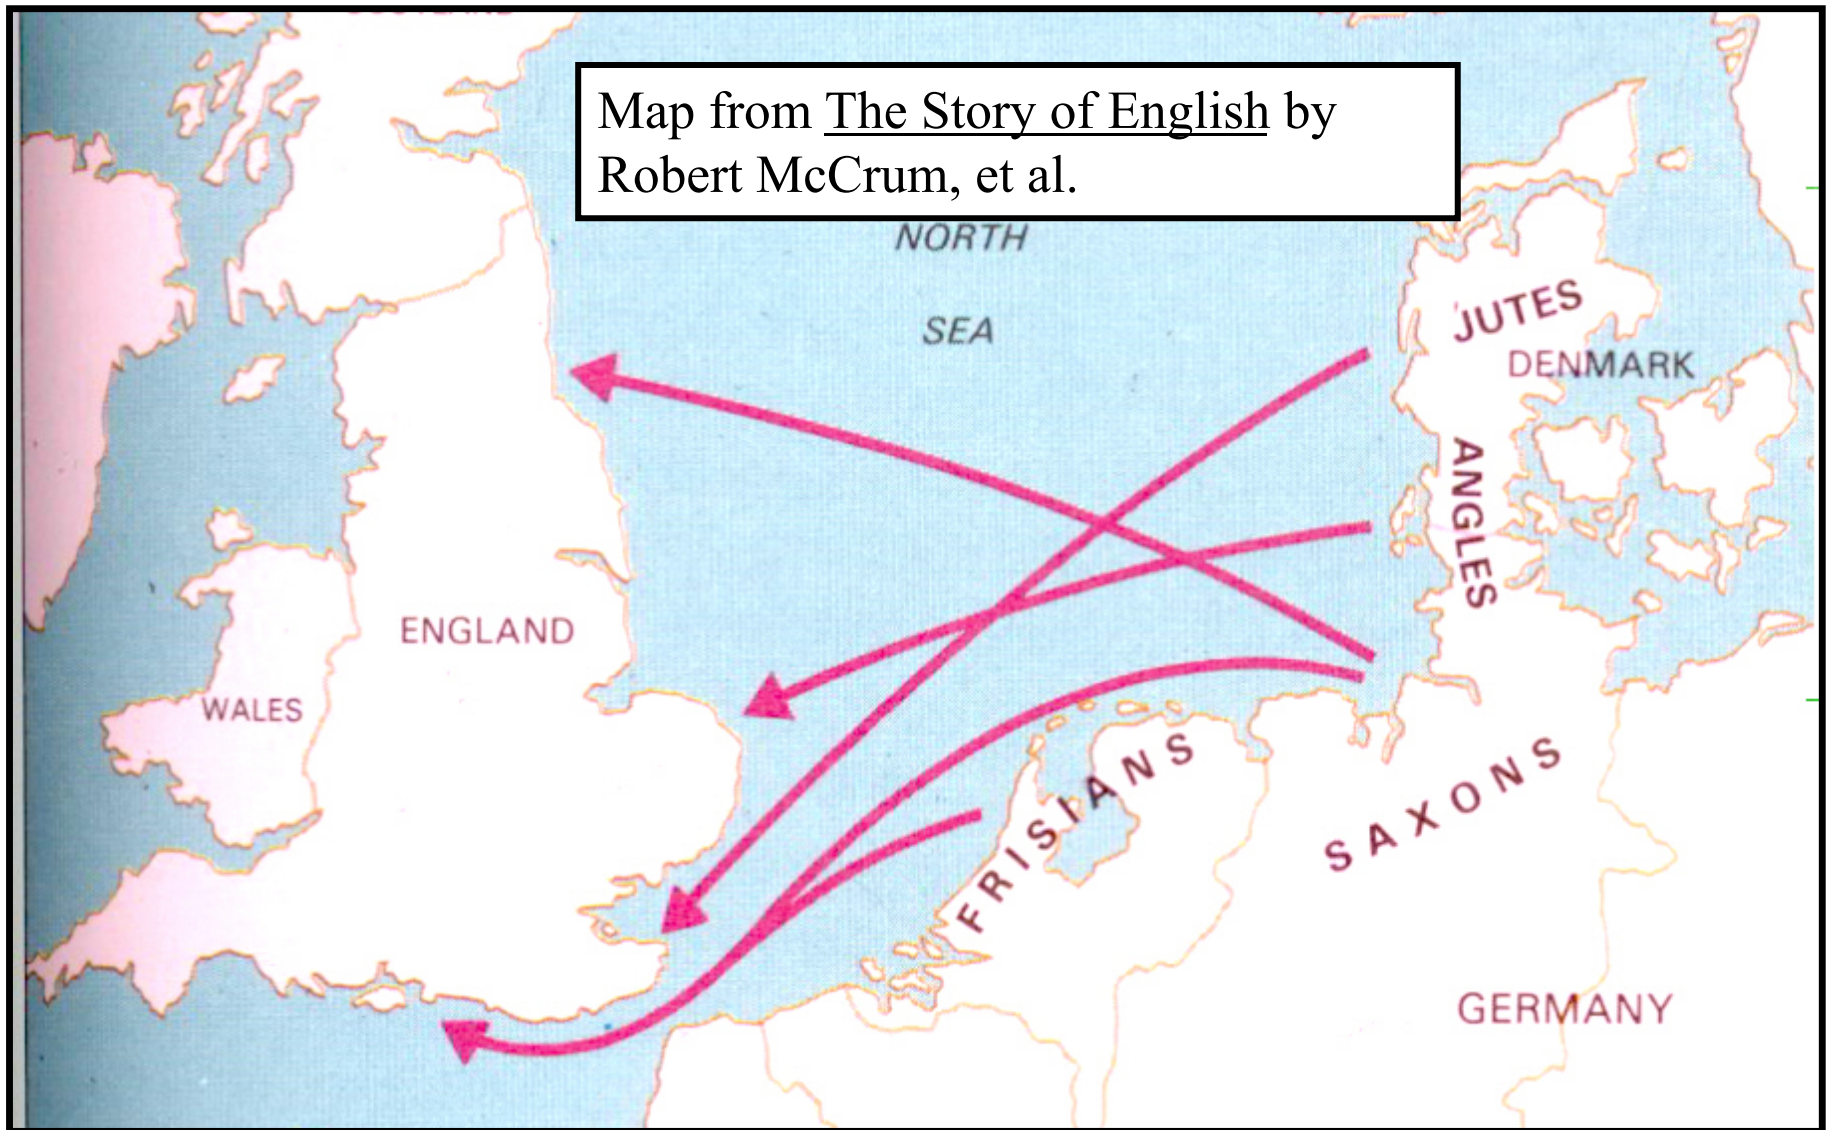 Map from The Story of English by
Robert McCrum, et al.
NORTH
SEA
JUTES
DENMARK
ANGLES
ENGLAND
WALES
FRISIANS
SAXONS
GERMANY